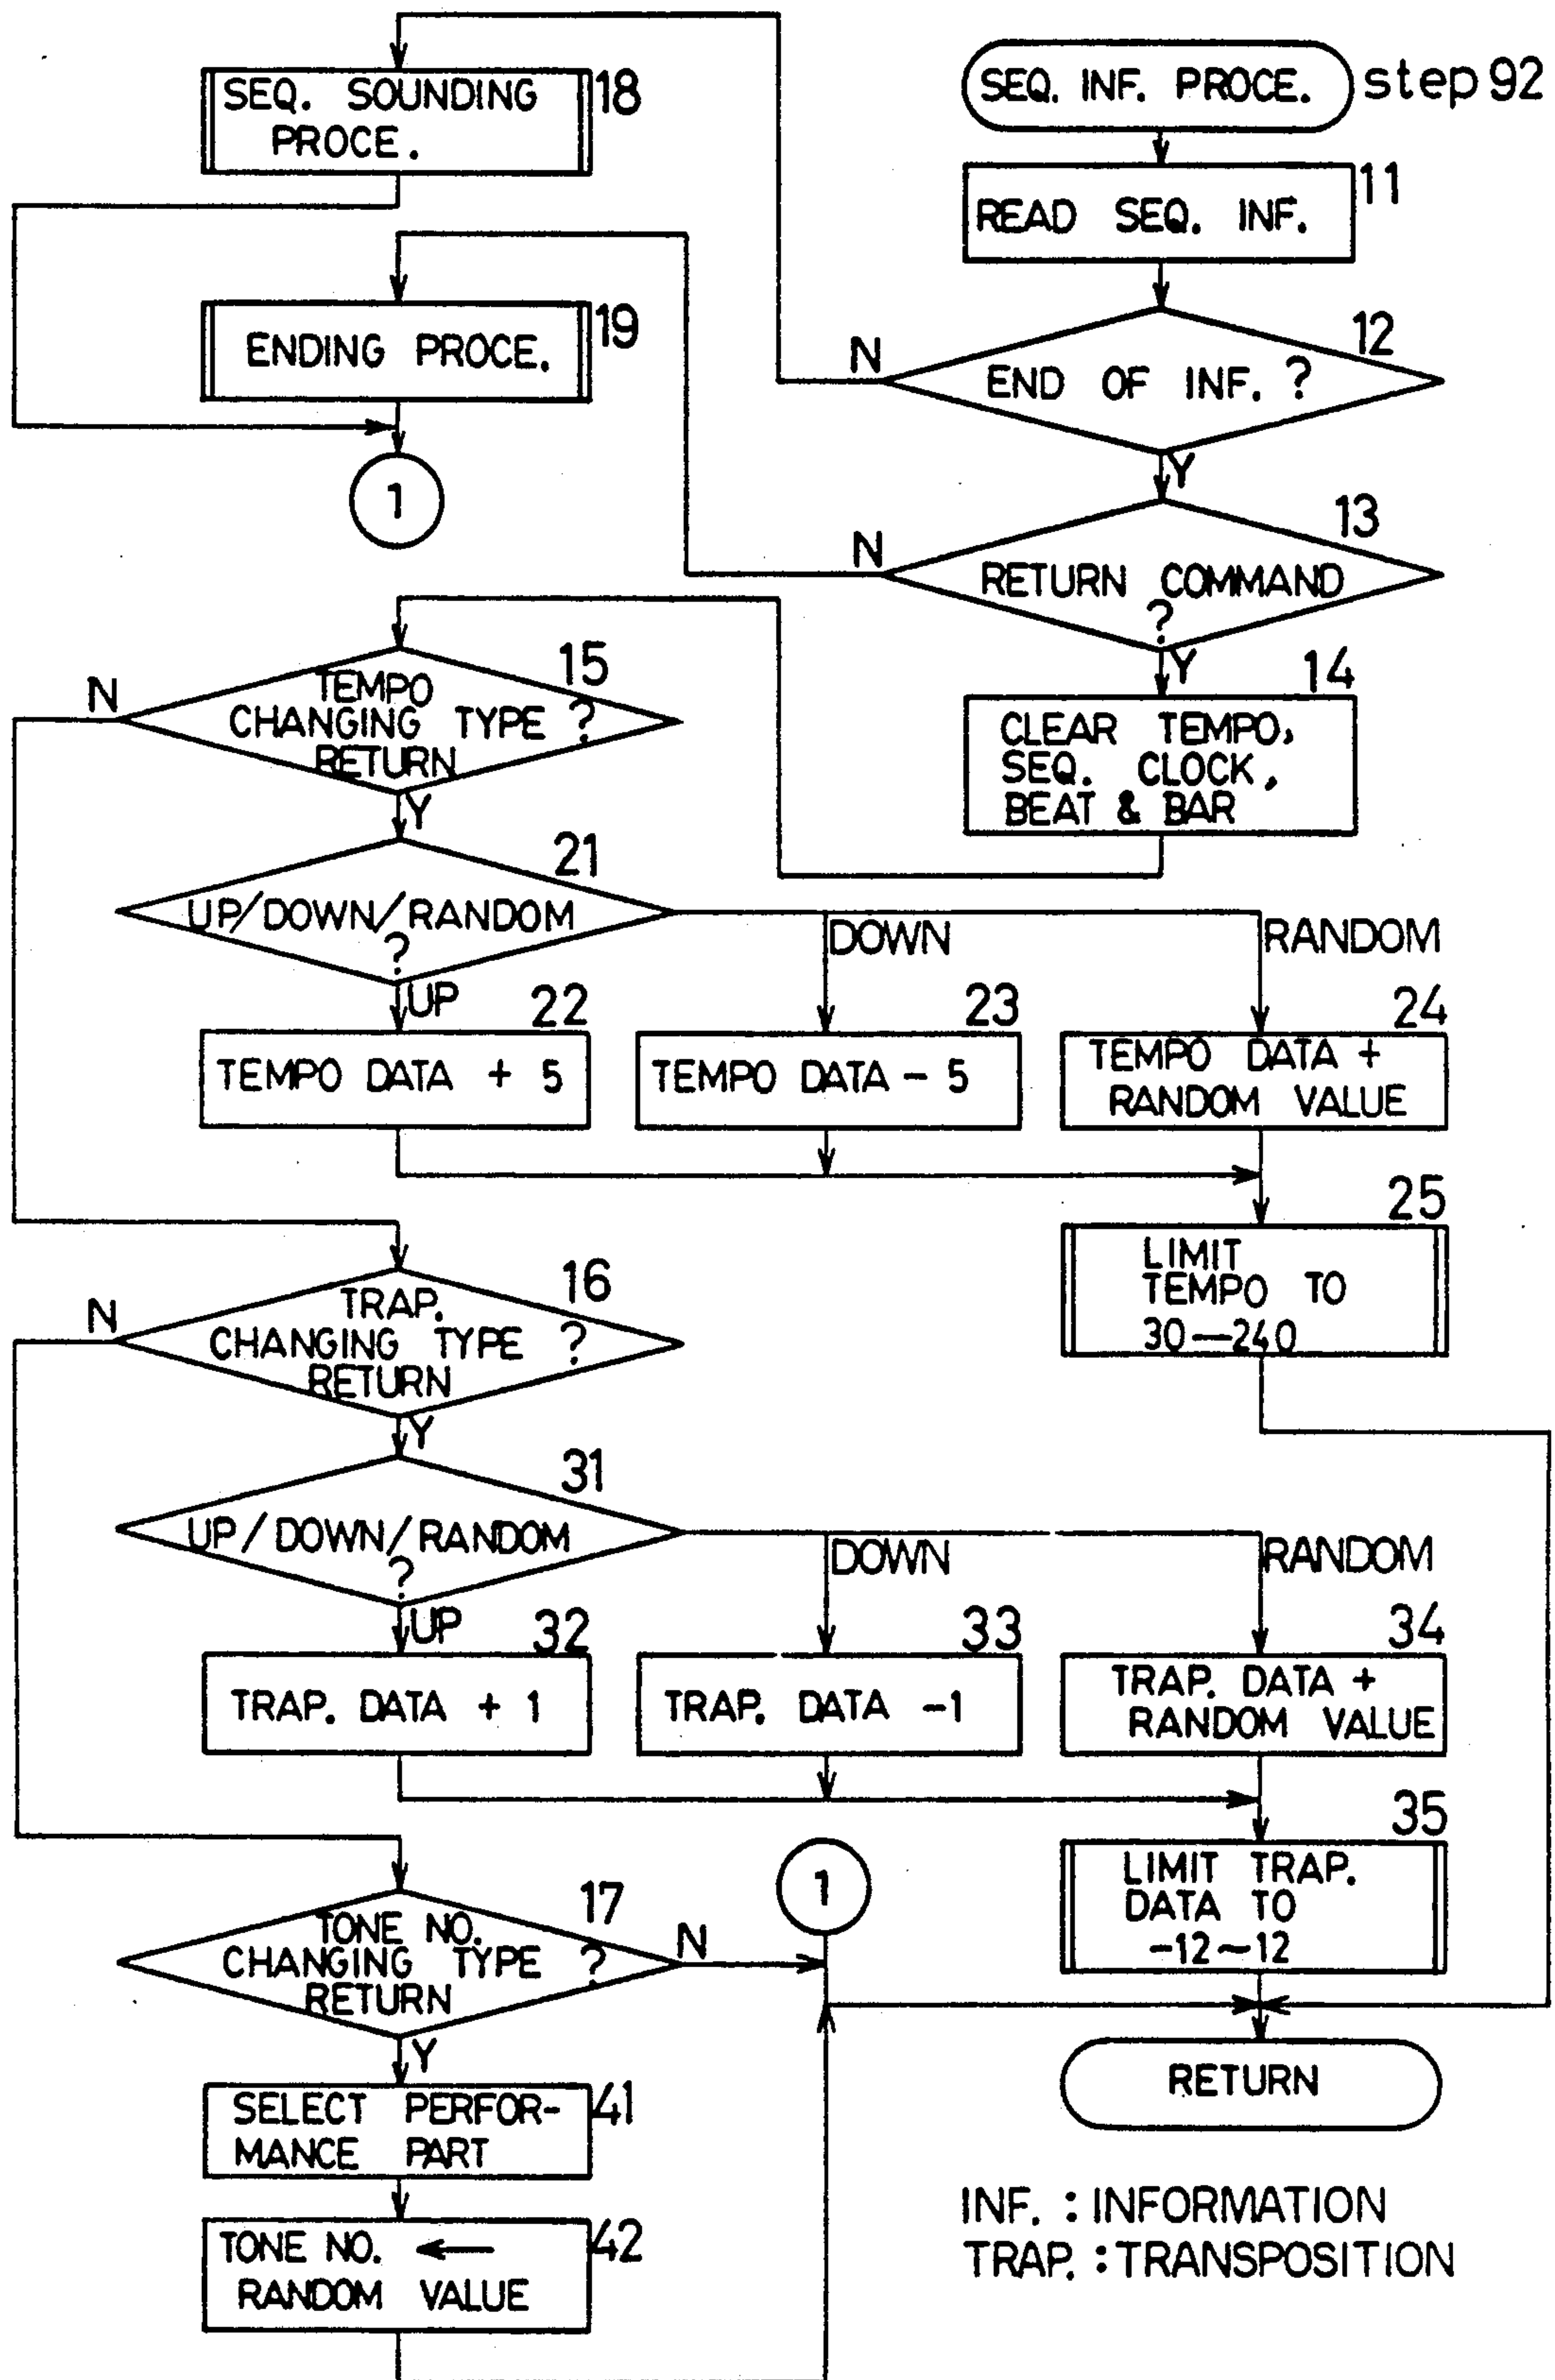 SEQ. INF. PROCE.
step 92
READ SEQ. INF.
11
END OF INF. ?
12
N
Y
RETURN COMMAND
?
13
N
Y
CLEAR TEMPO,
SEQ. CLOCK,
BEAT & BAR
14
SEQ. SOUNDING
PROCE.
18
ENDING PROCE.
19
1
TEMPO
CHANGING TYPE ?
RETURN
15
N
Y
UP/DOWN/RANDOM
?
21
UP
DOWN
RANDOM
TEMPO DATA + 5
22
TEMPO DATA - 5
23
TEMPO DATA +
RANDOM VALUE
24
LIMIT
TEMPO TO
30—240
25
TRAP.
CHANGING TYPE ?
RETURN
16
N
Y
UP/DOWN/RANDOM
?
31
UP
DOWN
RANDOM
TRAP. DATA + 1
32
TRAP. DATA -1
33
TRAP. DATA +
RANDOM VALUE
34
LIMIT TRAP.
DATA TO
-12~12
35
TONE NO.
CHANGING TYPE ?
RETURN
17
N
Y
1
SELECT PERFOR-
MANCE PART
41
TONE NO. ←
RANDOM VALUE
42
RETURN
INF. : INFORMATION
TRAP. : TRANSPOSITION